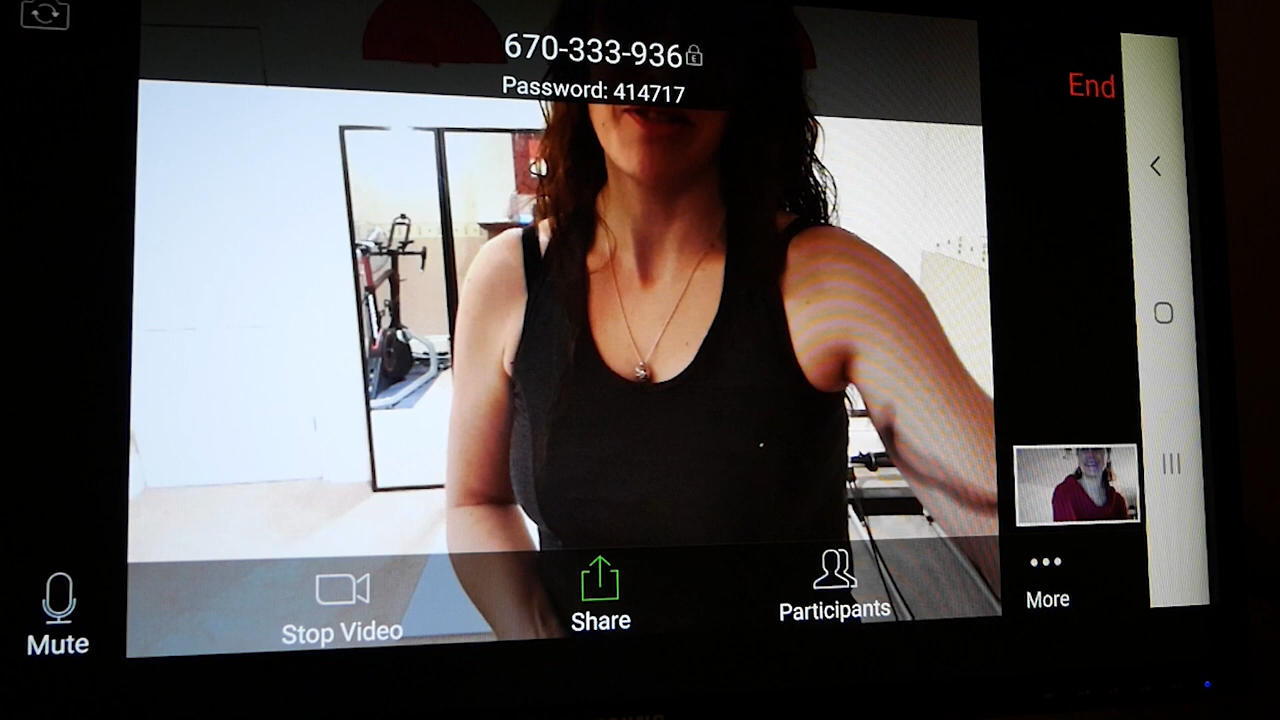 670-333-936
Password: 414717
End
Mute
Stop Video
Share
Participants
More